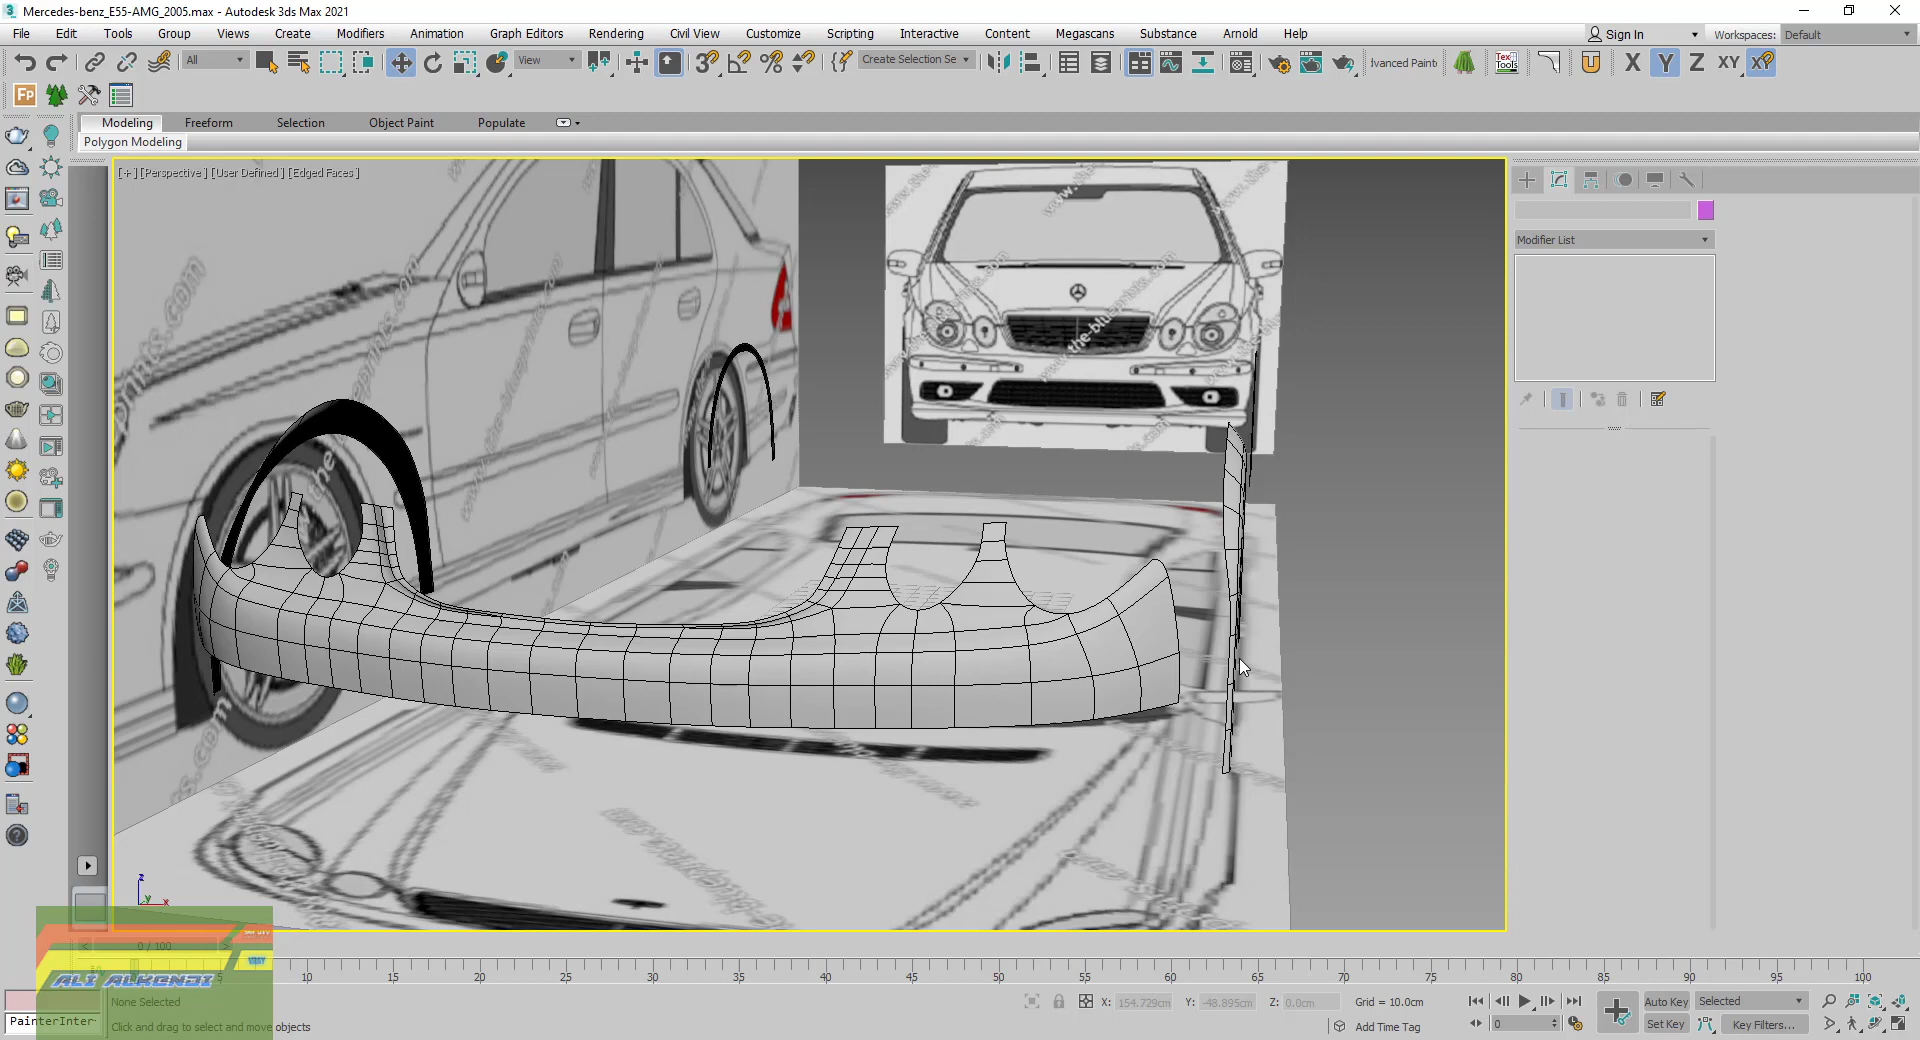 Mercedes-benz_E55-AMG_2005.max - Autodesk 3ds Max 2021
File Edit Tools Group Views Create Modifiers Animation Graph Editors Rendering Civil View Customize Scripting Interactive Content Megascans Substance Arnold Help
Sign In Workspaces: Default
All View Create Selection Se X Y Z XY XY
Modeling Freeform Selection Object Paint Populate
Polygon Modeling
[+] [Perspective] [User Defined] [Edged Faces]
Modifier List
0 / 100
5 10 15 20 25 30 35 40 45 50 55 60 65 70 75 80 85 90 95 100
ALI ALKENDI
None Selected X: 154.729cm Y: -48.895cm Z: 0.0cm Grid = 10.0cm Auto Key Selected
PainterInter Click and drag to select and move objects Add Time Tag 0 Set Key Key Filters...